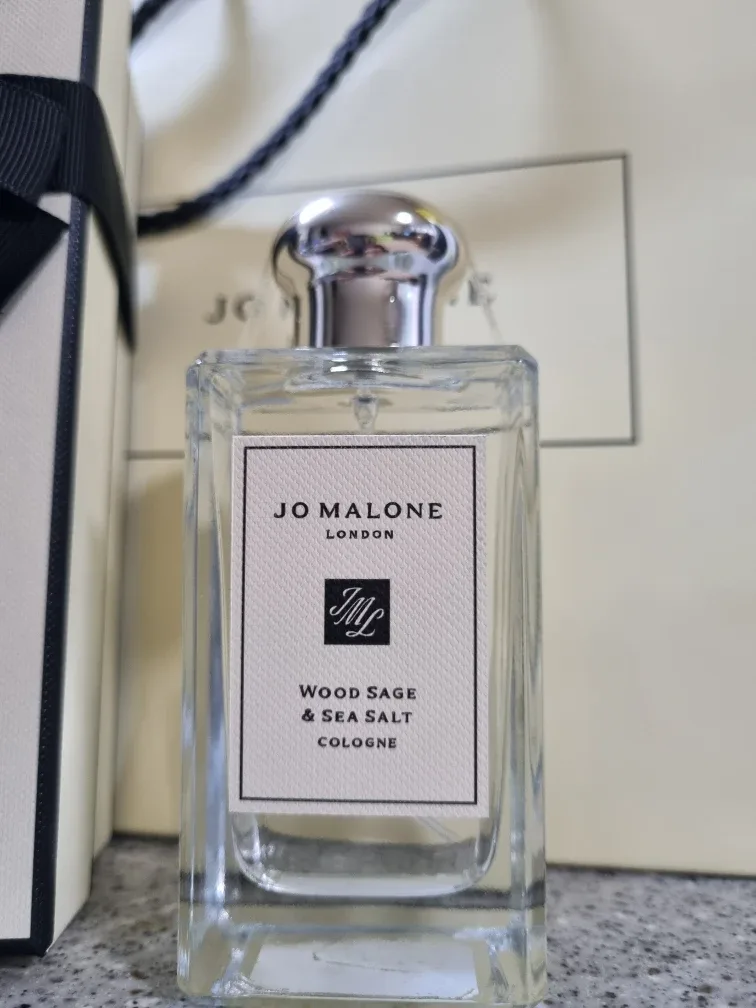 JO MALONE
LONDON
JML
WOOD SAGE
& SEA SALT
COLOGNE